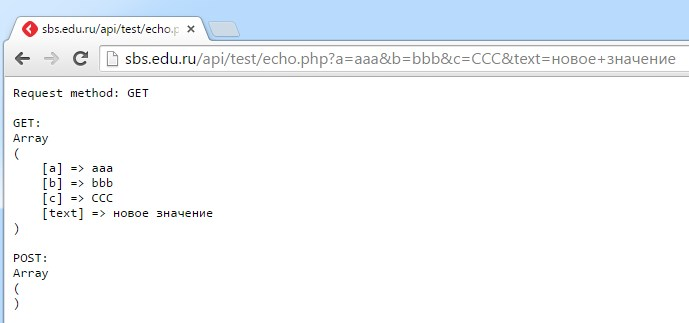 sbs.edu.ru/api/test/echo.p
sbs.edu.ru/api/test/echo.php?a=aaa&b=bbb&c=CCC&text=новое+значение
Request method: GET
GET:
Array
(
[a] => aaa
[b] => bbb
[c] => CCC
[text] => новое значение
)
POST:
Array
(
)